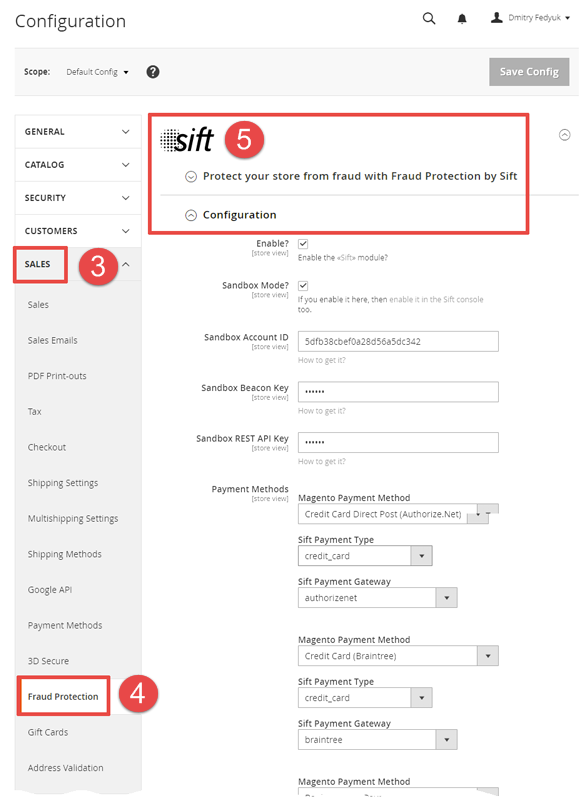 Configuration
Dmitry Fedyuk
Scope:
Default Config
?
Save Config
GENERAL
CATALOG
SECURITY
CUSTOMERS
SALES
3
Sales
Sales Emails
PDF Print-outs
Tax
Checkout
Shipping Settings
Multishipping Settings
Shipping Methods
Google API
Payment Methods
3D Secure
Fraud Protection
4
Gift Cards
Address Validation
sift
5
Protect your store from fraud with Fraud Protection by Sift
Configuration
Enable?
[store view]
Enable the «Sift» module?
Sandbox Mode?
[store view]
If you enable it here, then enable it in the Sift console
too.
Sandbox Account ID
[store view]
5dfb38cbef0a28d56a5dc342
How to get it?
Sandbox Beacon Key
[store view]
••••••
How to get it?
Sandbox REST API Key
[store view]
••••••
How to get it?
Payment Methods
[store view]
Magento Payment Method
Credit Card Direct Post (Authorize.Net)
Sift Payment Type
credit_card
Sift Payment Gateway
authorizenet
Magento Payment Method
Credit Card (Braintree)
Sift Payment Type
credit_card
Sift Payment Gateway
braintree
Magento Payment Method